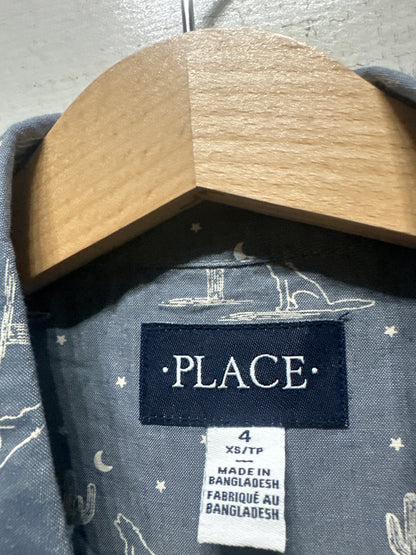 ·PLACE·
4
XS/TP
MADE IN
BANGLADESH
FABRIQUÉ AU
BANGLADESH